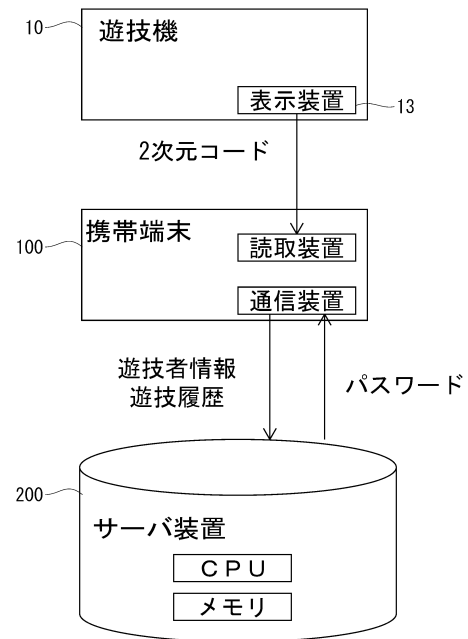 10
遊技機
表示装置
13
2次元コード
100
携帯端末
読取装置
通信装置
遊技者情報
遊技履歴
パスワード
200
サーバ装置
ＣＰＵ
メモリ